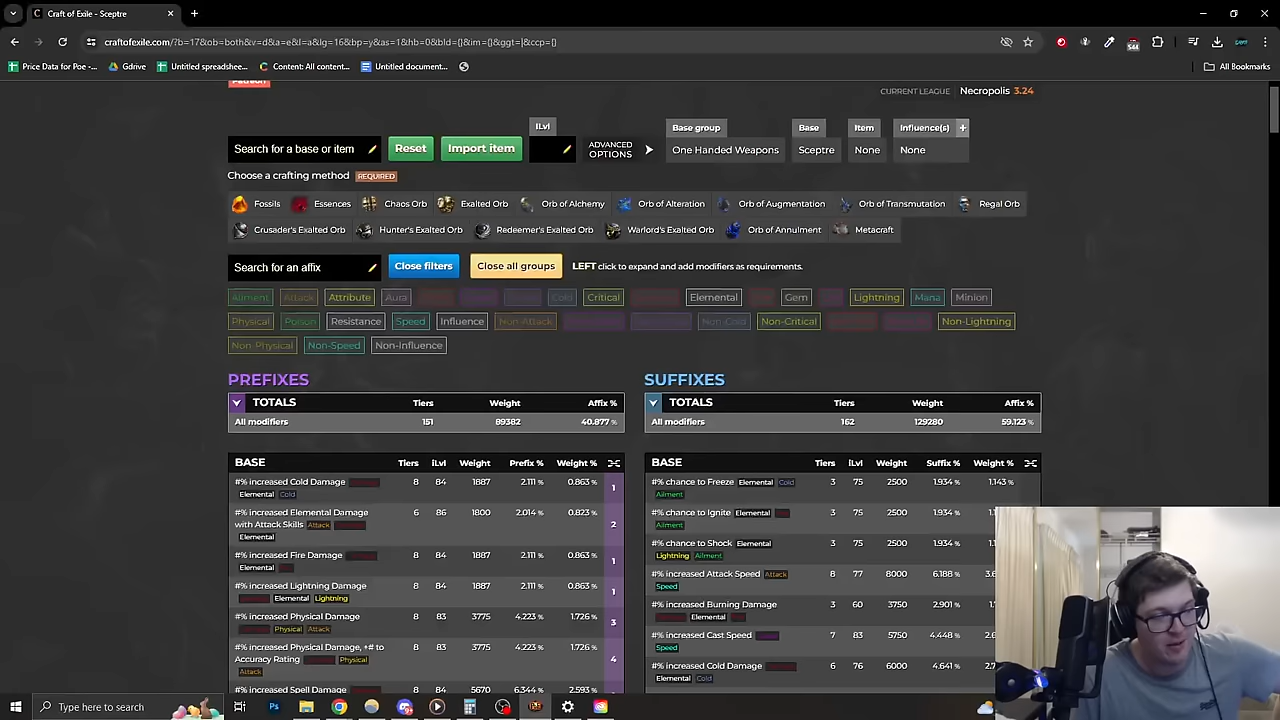 Craft of Exile - Sceptre
craftofexile.com/?b=17&ob=both&v=d&a=e&l=a&lg=16&bp=y&as=1&hb=0&bld={}&im={}&ggt=|&ccp={}
544
Price Data for Poe -...
Gdrive
Untitled spreadshee...
Content: All content...
Untitled document...
All Bookmarks
Patreon
CURRENT LEAGUE Necropolis 3.24
iLvl
Base group
Base
Item
Influence(s) +
Search for a base or item
Reset
Import item
ADVANCED
OPTIONS
One Handed Weapons
Sceptre
None
None
Choose a crafting method REQUIRED
Fossils Essences Chaos Orb Exalted Orb Orb of Alchemy Orb of Alteration Orb of Augmentation Orb of Transmutation Regal Orb
Crusader's Exalted Orb Hunter's Exalted Orb Redeemer's Exalted Orb Warlord's Exalted Orb Orb of Annulment Metacraft
Search for an affix
Close filters
Close all groups
LEFT click to expand and add modifiers as requirements.
Ailment Attack Attribute Aura Cold Critical Elemental Gem Lightning Mana Minion
Physical Poison Resistance Speed Influence Non-Attack Non-Cold Non-Critical Non-Lightning
Non-Physical Non-Speed Non-Influence
PREFIXES
TOTALS Tiers Weight Affix %
All modifiers 151 89382 40.877 %
BASE Tiers iLvl Weight Prefix % Weight %
#% increased Cold Damage 8 84 1887 2.111 % 0.863 % 1
Elemental Cold
#% increased Elemental Damage 6 86 1800 2.014 % 0.823 % 2
with Attack Skills Attack
Elemental
#% increased Fire Damage 8 84 1887 2.111 % 0.863 % 1
Elemental
#% increased Lightning Damage 8 84 1887 2.111 % 0.863 % 1
Elemental Lightning
#% increased Physical Damage 8 83 3775 4.223 % 1.726 % 3
Physical Attack
#% increased Physical Damage, +# to 8 83 3775 4.223 % 1.726 % 4
Accuracy Rating Physical
Attack
#% increased Spell Damage 8 84 5670 6.344 % 2.593 %
SUFFIXES
TOTALS Tiers Weight Affix %
All modifiers 162 129280 59.123 %
BASE Tiers iLvl Weight Suffix % Weight %
#% chance to Freeze Elemental Cold 3 75 2500 1.934 % 1.143 %
Ailment
#% chance to Ignite Elemental 3 75 2500 1.934 %
Ailment
#% chance to Shock Elemental 3 75 2500 1.934 %
Lightning Ailment
#% increased Attack Speed Attack 8 77 8000 6.188 %
Speed
#% increased Burning Damage 3 60 3750 2.901 %
Elemental
#% increased Cast Speed 7 83 5750 4.448 %
Speed
#% increased Cold Damage 6 76 6000 4.641 %
Elemental Cold
Type here to search